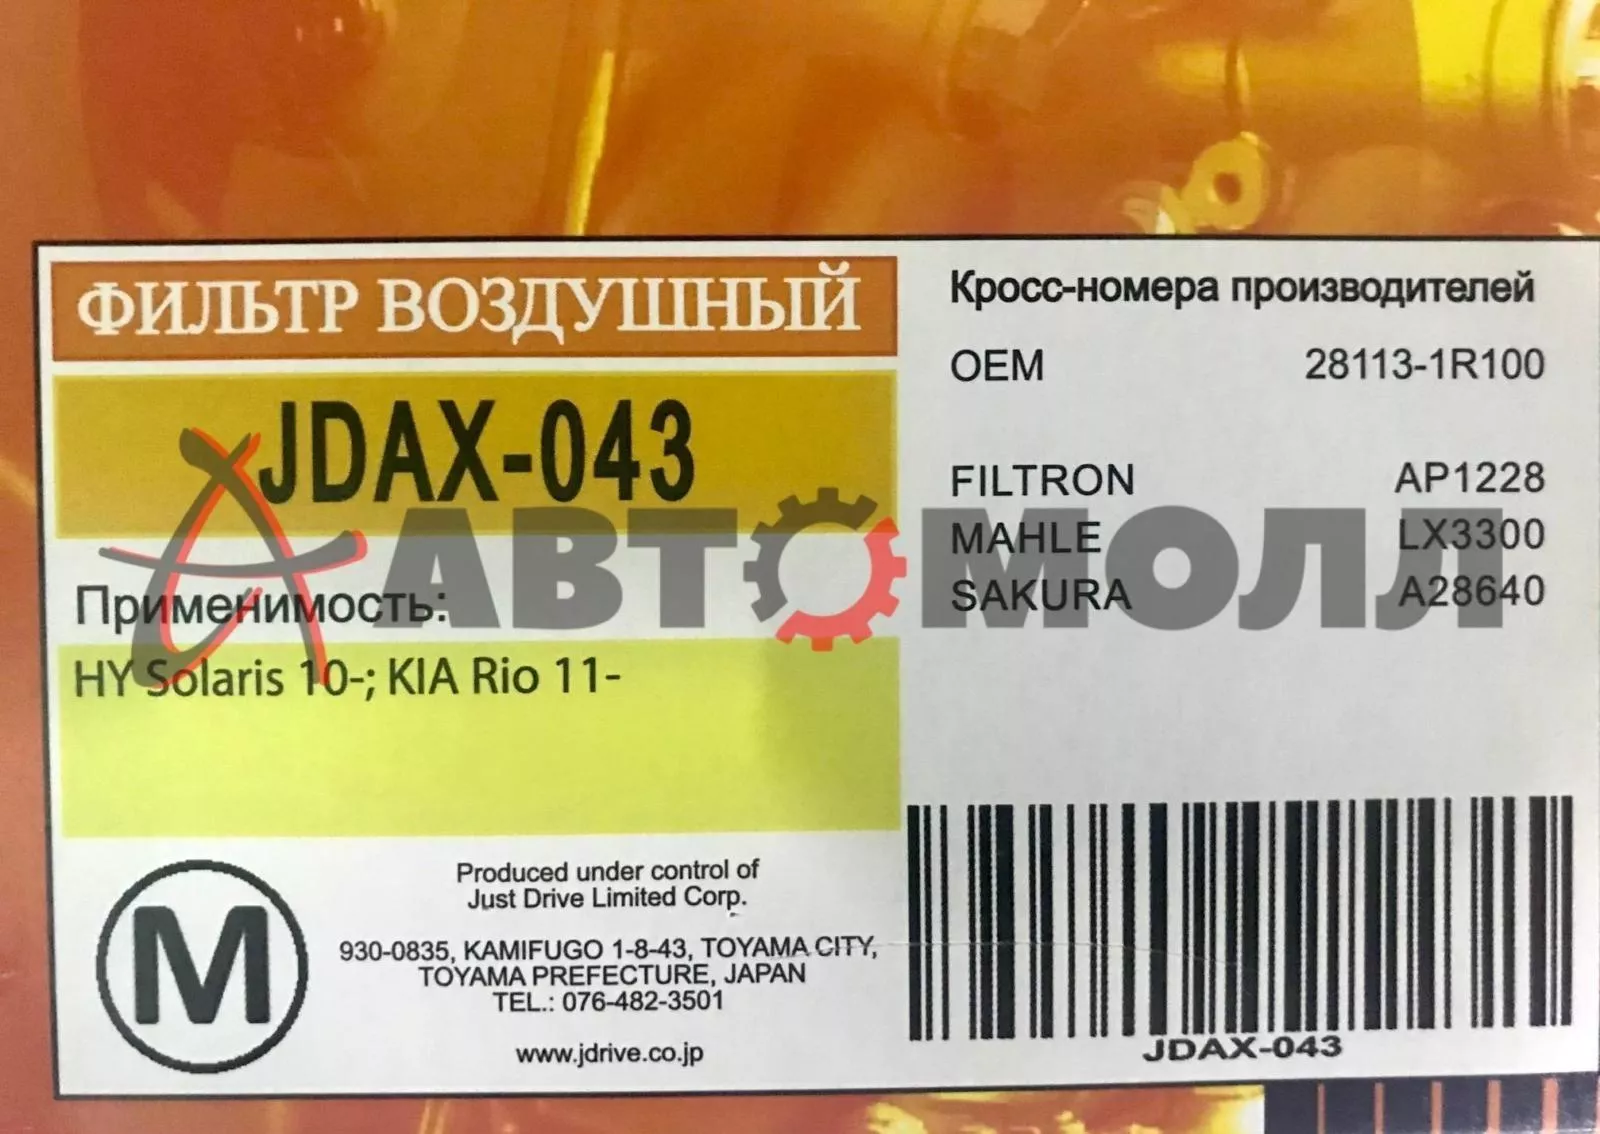 ФИЛЬТР ВОЗДУШНЫЙ
JDAX-043
Применимость:
HY Solaris 10-; KIA Rio 11-
Кросс-номера производителей
OEM 28113-1R100
FILTRON AP1228
MAHLE LX3300
SAKURA A28640
АВТОМОЛЛ
M
Produced under control of
Just Drive Limited Corp.
930-0835, KAMIFUGO 1-8-43, TOYAMA CITY,
TOYAMA PREFECTURE, JAPAN
TEL.: 076-482-3501
www.jdrive.co.jp
JDAX-043